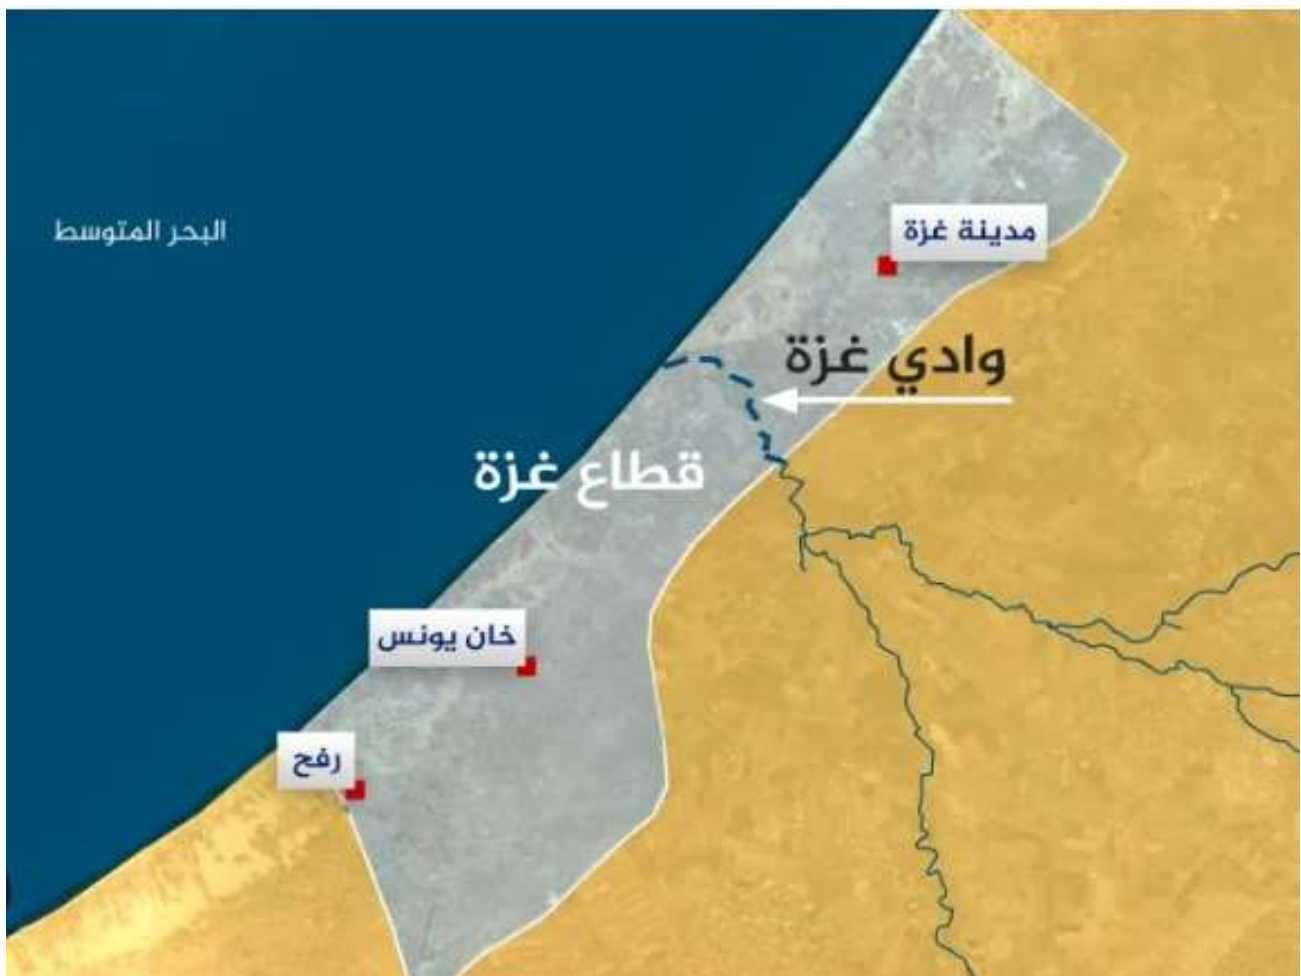 البحر المتوسط
مدينة غزة
وادي غزة
قطاع غزة
خان يونس
رفح